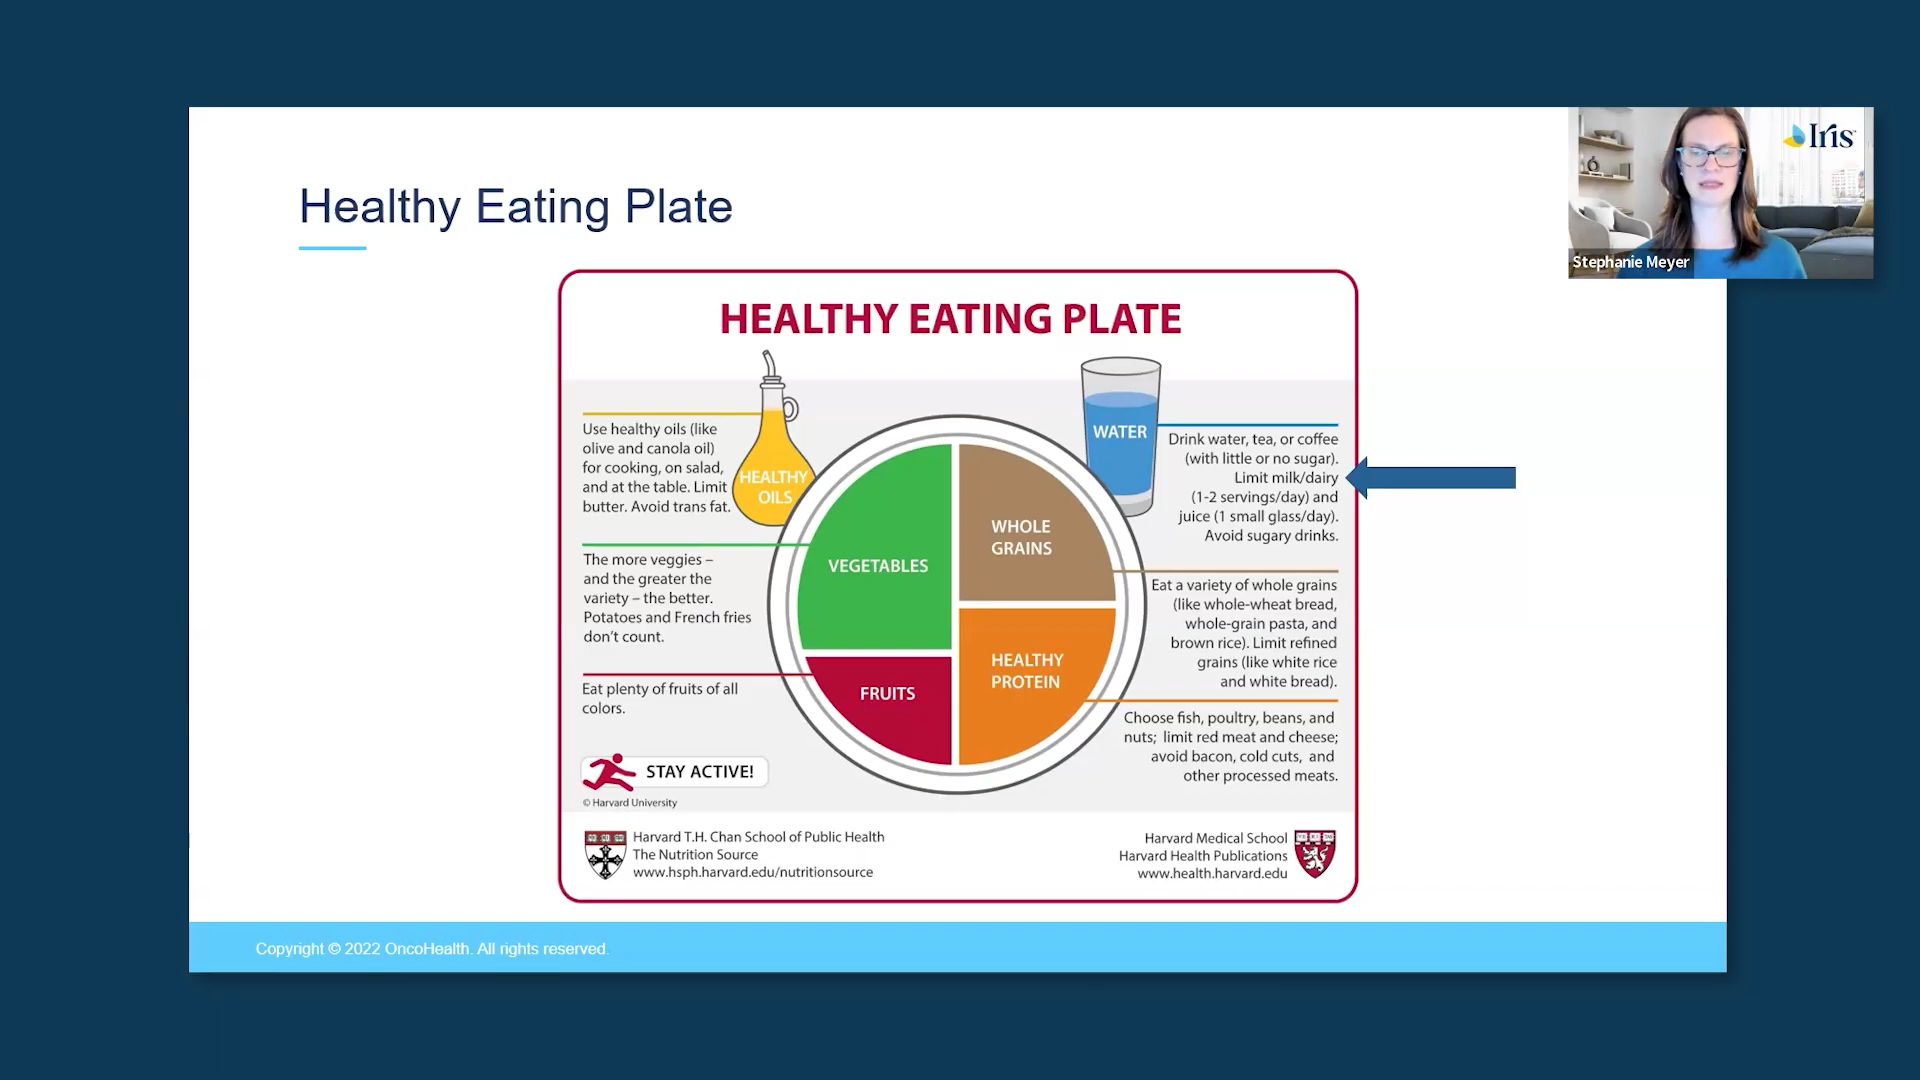 Iris
Stephanie Meyer
Healthy Eating Plate
HEALTHY EATING PLATE
Use healthy oils (like
olive and canola oil)
for cooking, on salad,
and at the table. Limit
butter. Avoid trans fat.
HEALTHY
OILS
The more veggies –
and the greater the
variety – the better.
Potatoes and French fries
don't count.
Eat plenty of fruits of all
colors.
STAY ACTIVE!
© Harvard University
VEGETABLES
FRUITS
WHOLE
GRAINS
HEALTHY
PROTEIN
WATER
Drink water, tea, or coffee
(with little or no sugar).
Limit milk/dairy
(1-2 servings/day) and
juice (1 small glass/day).
Avoid sugary drinks.
Eat a variety of whole grains
(like whole-wheat bread,
whole-grain pasta, and
brown rice). Limit refined
grains (like white rice
and white bread).
Choose fish, poultry, beans, and
nuts; limit red meat and cheese;
avoid bacon, cold cuts, and
other processed meats.
Harvard T.H. Chan School of Public Health
The Nutrition Source
www.hsph.harvard.edu/nutritionsource
Harvard Medical School
Harvard Health Publications
www.health.harvard.edu
Copyright © 2022 OncoHealth. All rights reserved.